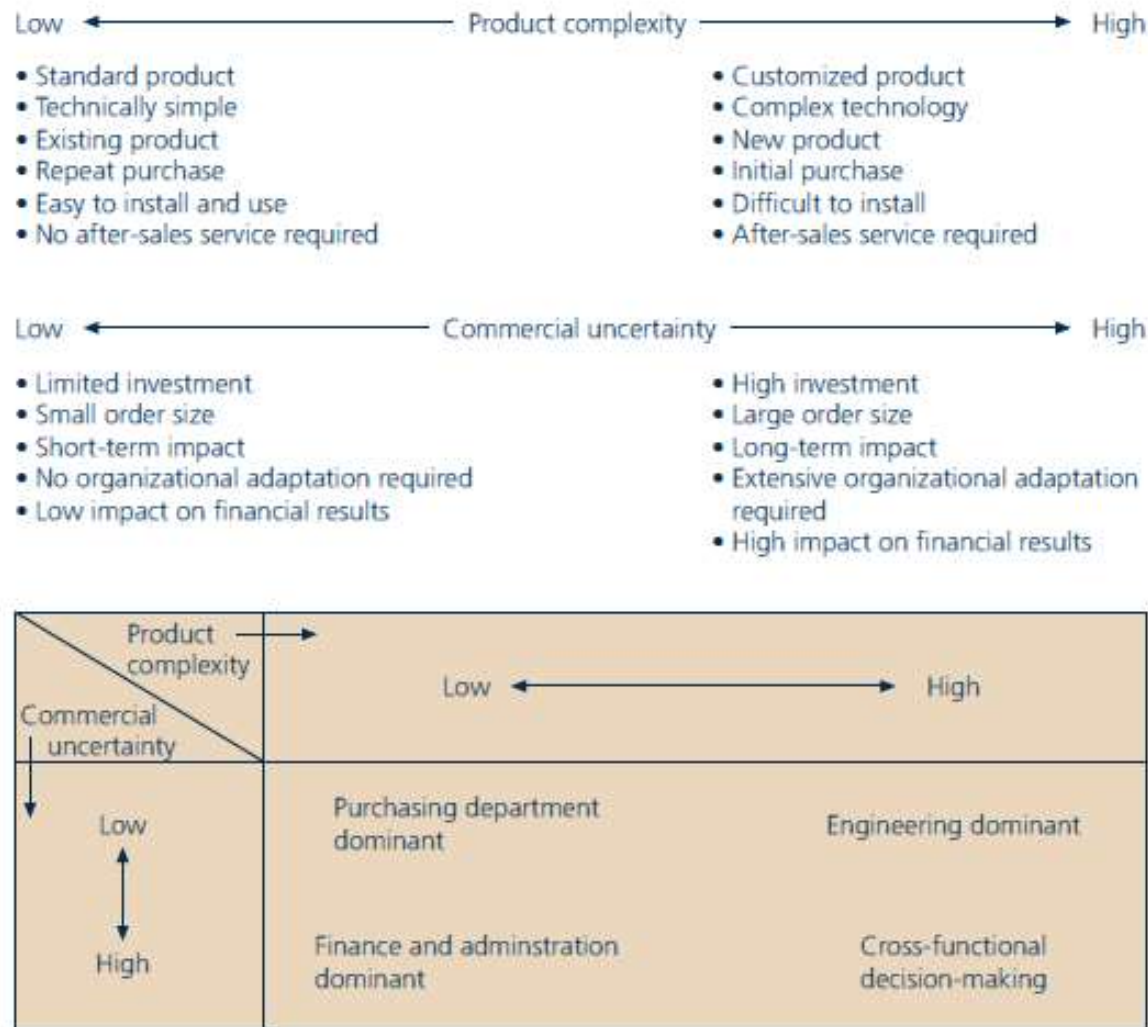 Low Product complexity High
• Standard product
• Technically simple
• Existing product
• Repeat purchase
• Easy to install and use
• No after-sales service required
• Customized product
• Complex technology
• New product
• Initial purchase
• Difficult to install
• After-sales service required
Low Commercial uncertainty High
• Limited investment
• Small order size
• Short-term impact
• No organizational adaptation required
• Low impact on financial results
• High investment
• Large order size
• Long-term impact
• Extensive organizational adaptation
required
• High impact on financial results
Product
complexity
Commercial
uncertainty
Low High
Low
Purchasing department
dominant
Engineering dominant
High
Finance and adminstration
dominant
Cross-functional
decision-making